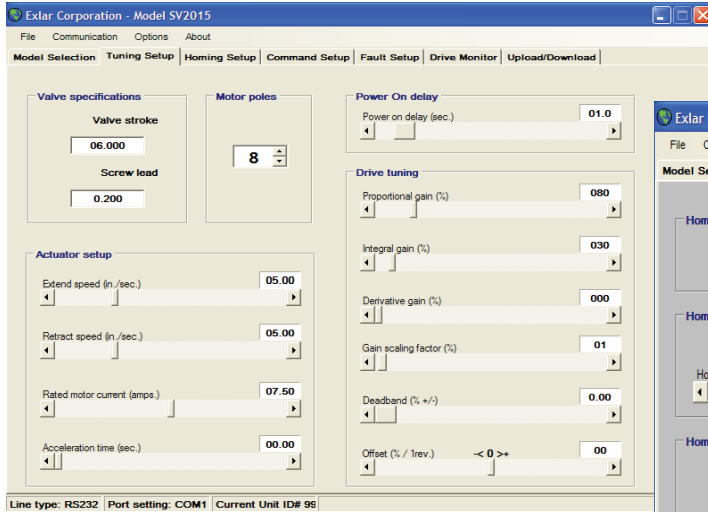 Exlar Corporation - Model SV2015
File Communication Options About
Model Selection Tuning Setup Homing Setup Command Setup Fault Setup Drive Monitor Upload/Download
Valve specifications
Valve stroke
06.000
Screw lead
0.200
Motor poles
8
Power On delay
Power on delay (sec.) 01.0
Drive tuning
Proportional gain (%) 080
Integral gain (%) 030
Derivative gain (%) 000
Gain scaling factor (%) 01
Deadband (% +/-) 0.00
Offset (% / 1rev.) -< 0 >+ 00
Actuator setup
Extend speed (in./sec.) 05.00
Retract speed (in./sec.) 05.00
Rated motor current (amps.) 07.50
Acceleration time (sec.) 00.00
Line type: RS232 Port setting: COM1 Current Unit ID# 99
Exlar
File C
Model Se
Hom
Hom
Ho
Hom